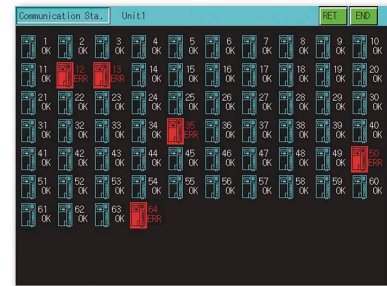 Communication Sta. Unit1 RET END
1 2 3 4 5 6 7 8 9 10
OK OK OK OK OK OK OK OK OK OK
11 12 13 14 15 16 17 18 19 20
OK ERR ERR OK OK OK OK OK OK OK
21 22 23 24 25 26 27 28 29 30
OK OK OK OK OK OK OK OK OK OK
31 32 33 34 35 36 37 38 39 40
OK OK OK OK ERR OK OK OK OK OK
41 42 43 44 45 46 47 48 49 50
OK OK OK OK OK OK OK OK OK ERR
51 52 53 54 55 56 57 58 59 60
OK OK OK OK OK OK OK OK OK OK
61 62 63 64
OK OK OK ERR